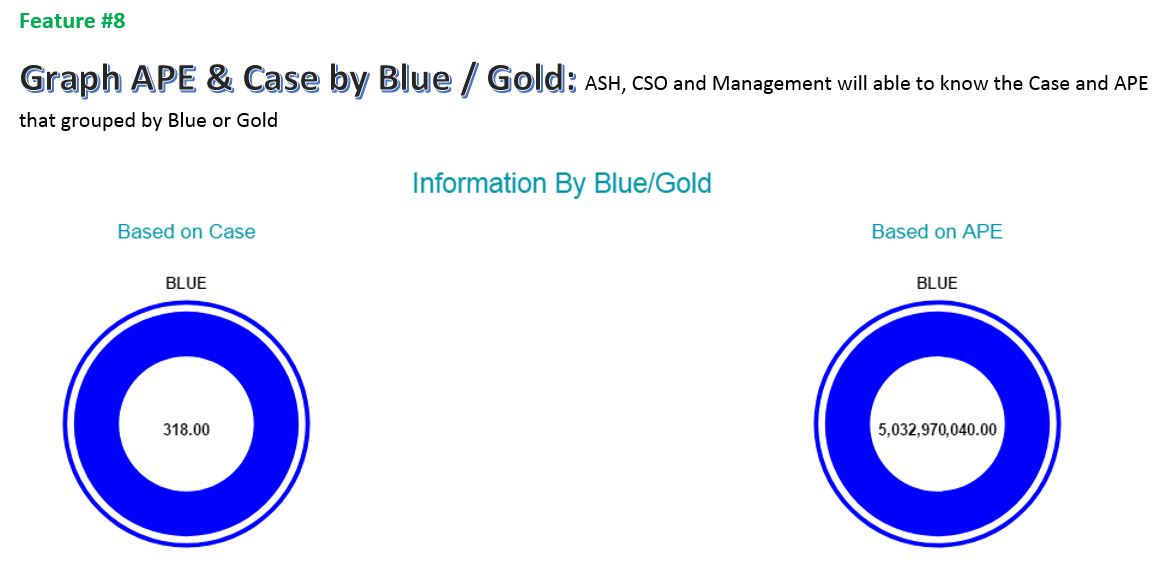 Feature #8
Graph APE & Case by Blue / Gold: ASH, CSO and Management will able to know the Case and APE
that grouped by Blue or Gold
Information By Blue/Gold
Based on Case
Based on APE
BLUE
BLUE
318.00
5,032,970,040.00